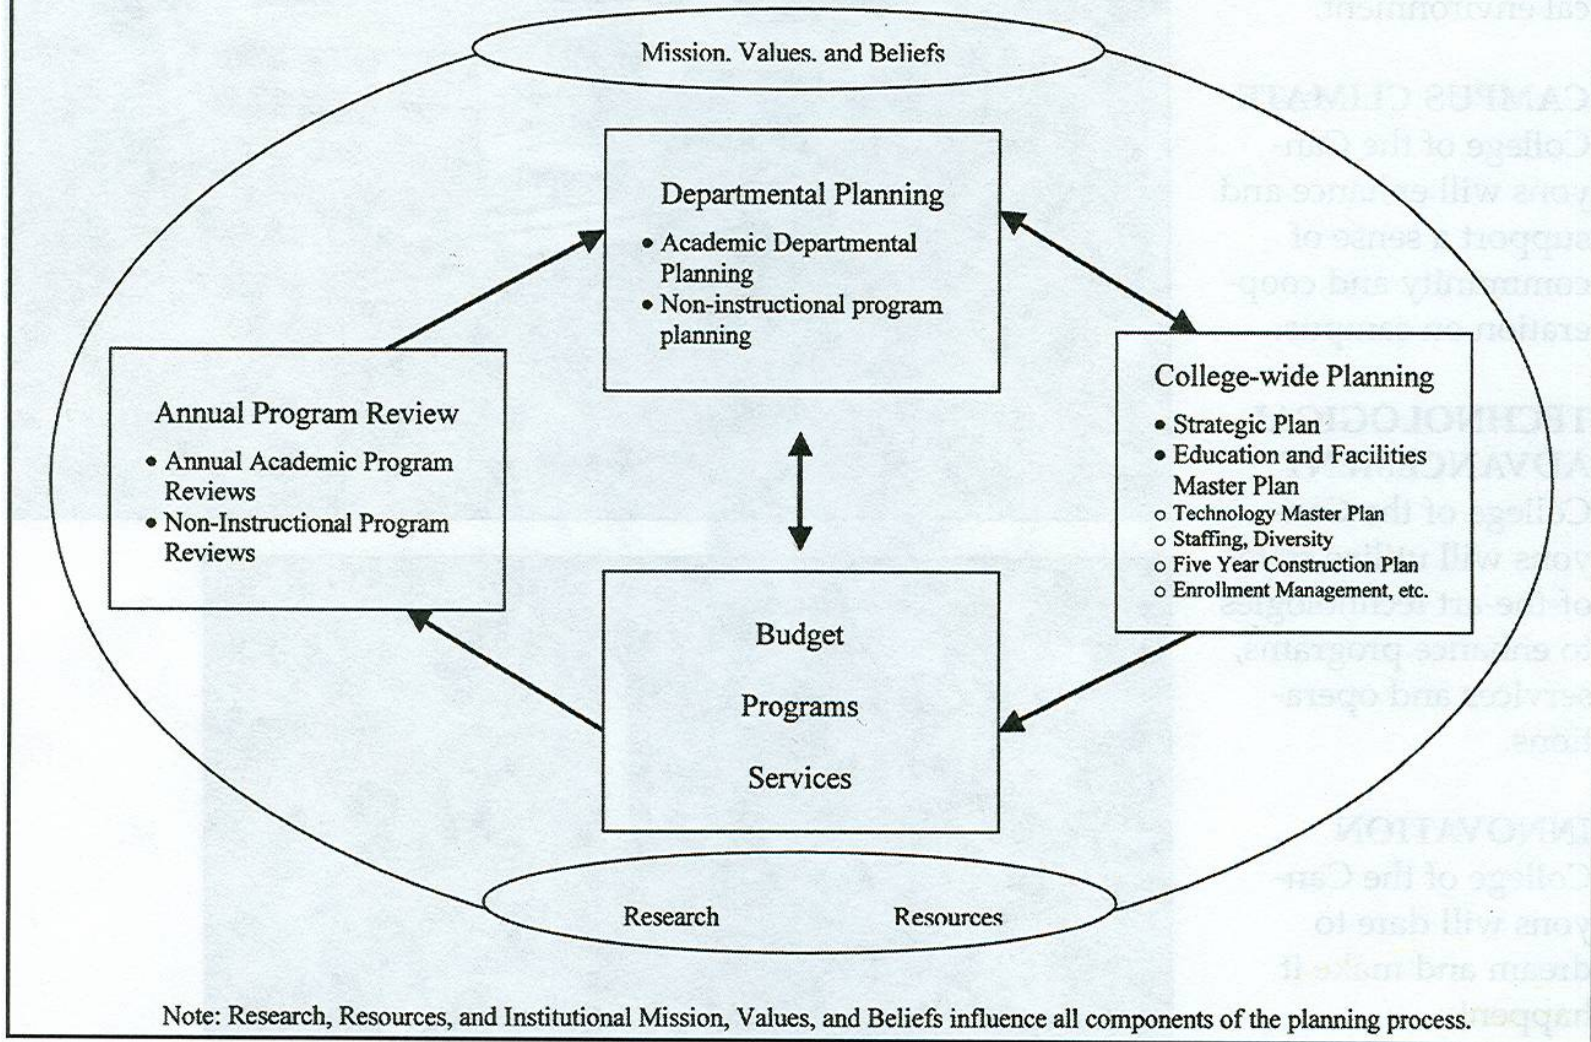 Mission. Values. and Beliefs
Departmental Planning
• Academic Departmental
Planning
• Non-instructional program
planning
Annual Program Review
• Annual Academic Program
Reviews
• Non-Instructional Program
Reviews
College-wide Planning
• Strategic Plan
• Education and Facilities
Master Plan
o Technology Master Plan
o Staffing, Diversity
o Five Year Construction Plan
o Enrollment Management, etc.
Budget
Programs
Services
Research Resources
Note: Research, Resources, and Institutional Mission, Values, and Beliefs influence all components of the planning process.